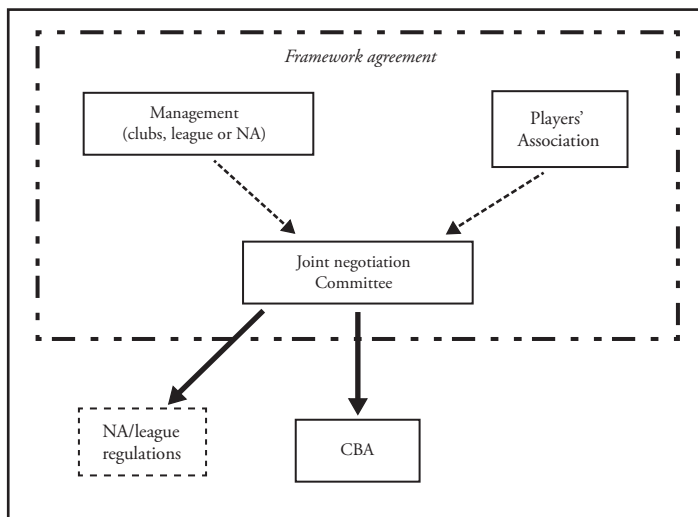 Framework agreement
Management
(clubs, league or NA)
Players’
Association
Joint negotiation
Committee
NA/league
regulations
CBA